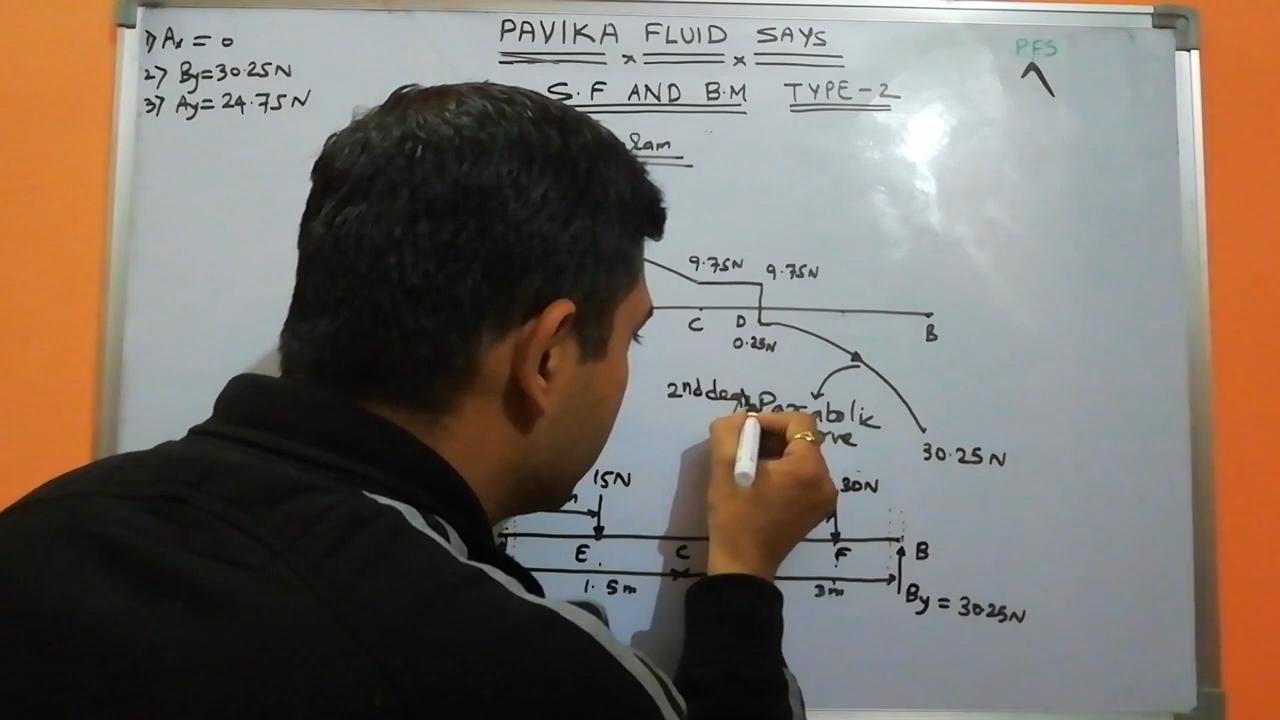 1) Ax = 0
2) By=30.25N
3) Ay=24.75N
PAVIKA FLUID SAYS
PFS
S.F AND B.M TYPE-2
9.75N 9.75N
C D B
0.25N
2nd deg
30.25N
15N 30N
E C F B
1.5m 3m
By = 30.25N